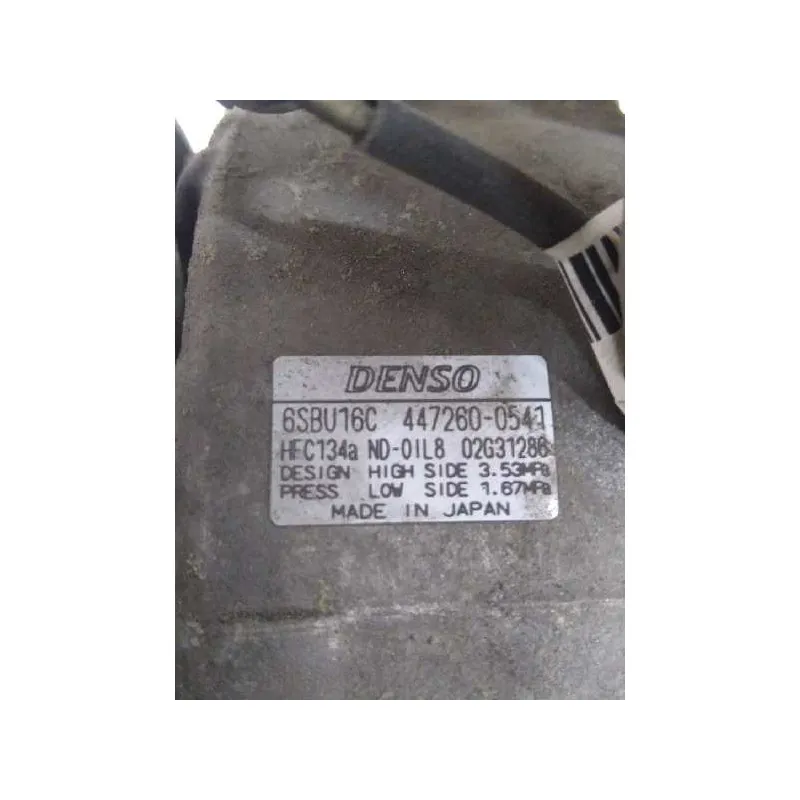 DENSO
6SBU16C 447260-0541
HFC134a ND-OIL8 02G31286
DESIGN HIGH SIDE 3.53MPa
PRESS LOW SIDE 1.67MPa
MADE IN JAPAN